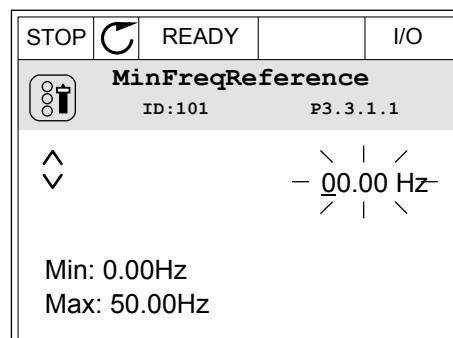 STOP READY I/O
MinFreqReference
ID:101 P3.3.1.1
00.00 Hz
Min: 0.00Hz
Max: 50.00Hz